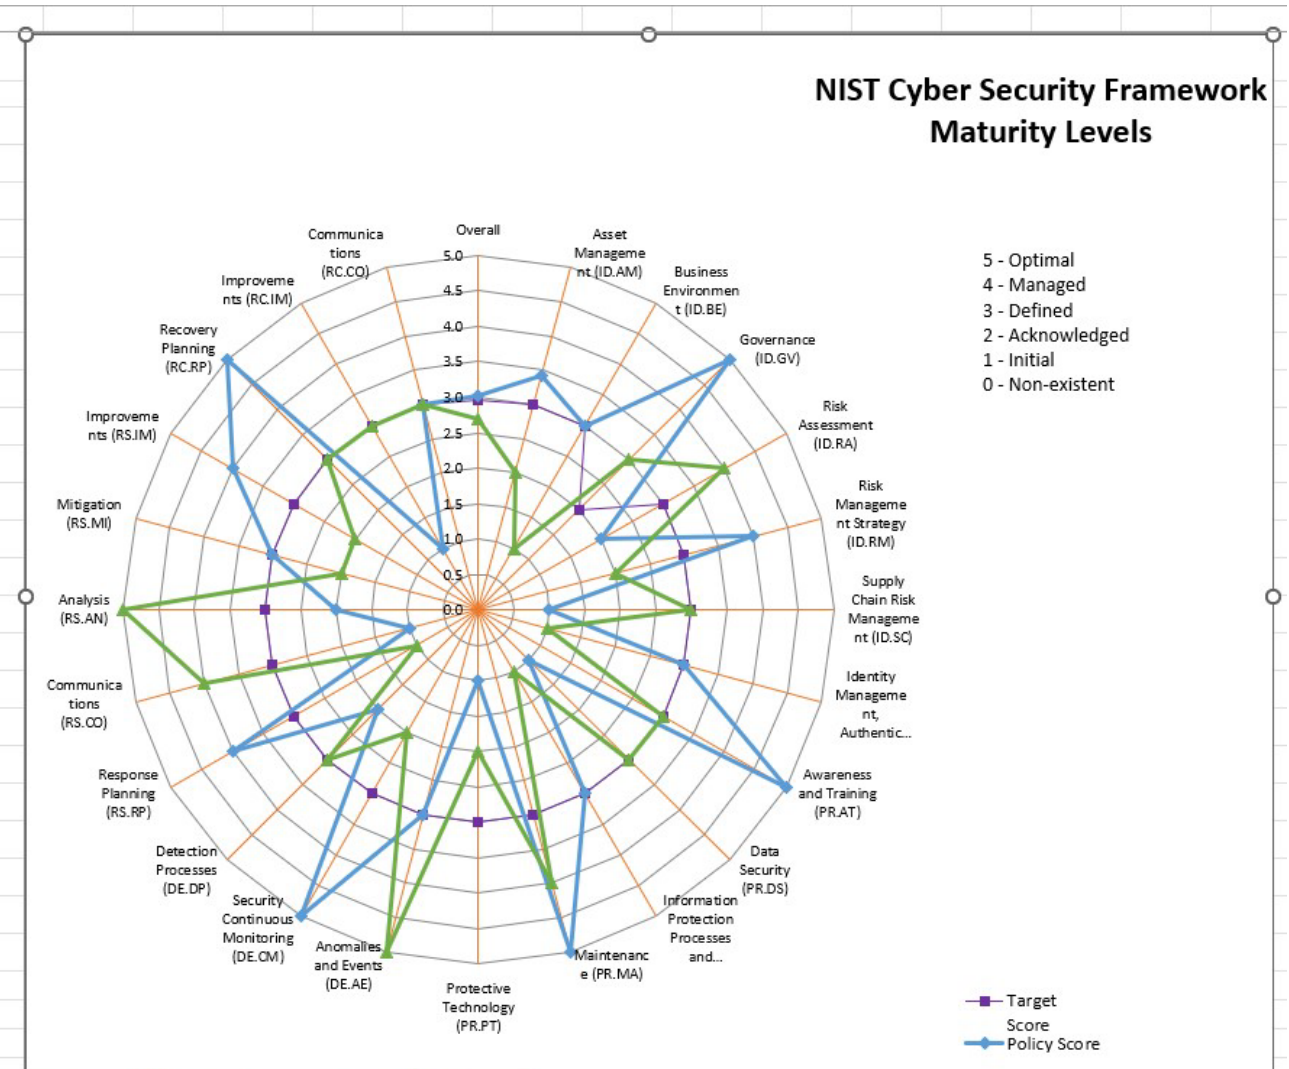 NIST Cyber Security Framework
Maturity Levels
5 - Optimal
4 - Managed
3 - Defined
2 - Acknowledged
1 - Initial
0 - Non-existent
Overall
Asset
Manageme
nt (ID.AM)
Business
Environmen
t (ID.BE)
Governance
(ID.GV)
Risk
Assessment
(ID.RA)
Risk
Manageme
nt Strategy
(ID.RM)
Supply
Chain Risk
Manageme
nt (ID.SC)
Identity
Manageme
nt,
Authentic...
Awareness
and Training
(PR.AT)
Data
Security
(PR.DS)
Information
Protection
Processes
and...
Maintenanc
e (PR.MA)
Protective
Technology
(PR.PT)
Anomalies
and Events
(DE.AE)
Security
Continuous
Monitoring
(DE.CM)
Detection
Processes
(DE.DP)
Response
Planning
(RS.RP)
Communica
tions
(RS.CO)
Analysis
(RS.AN)
Mitigation
(RS.MI)
Improveme
nts (RS.IM)
Recovery
Planning
(RC.RP)
Improveme
nts (RC.IM)
Communica
tions
(RC.CO)
5.0
4.5
4.0
3.5
3.0
2.5
2.0
1.5
1.0
0.5
0.0
Target
Score
Policy Score